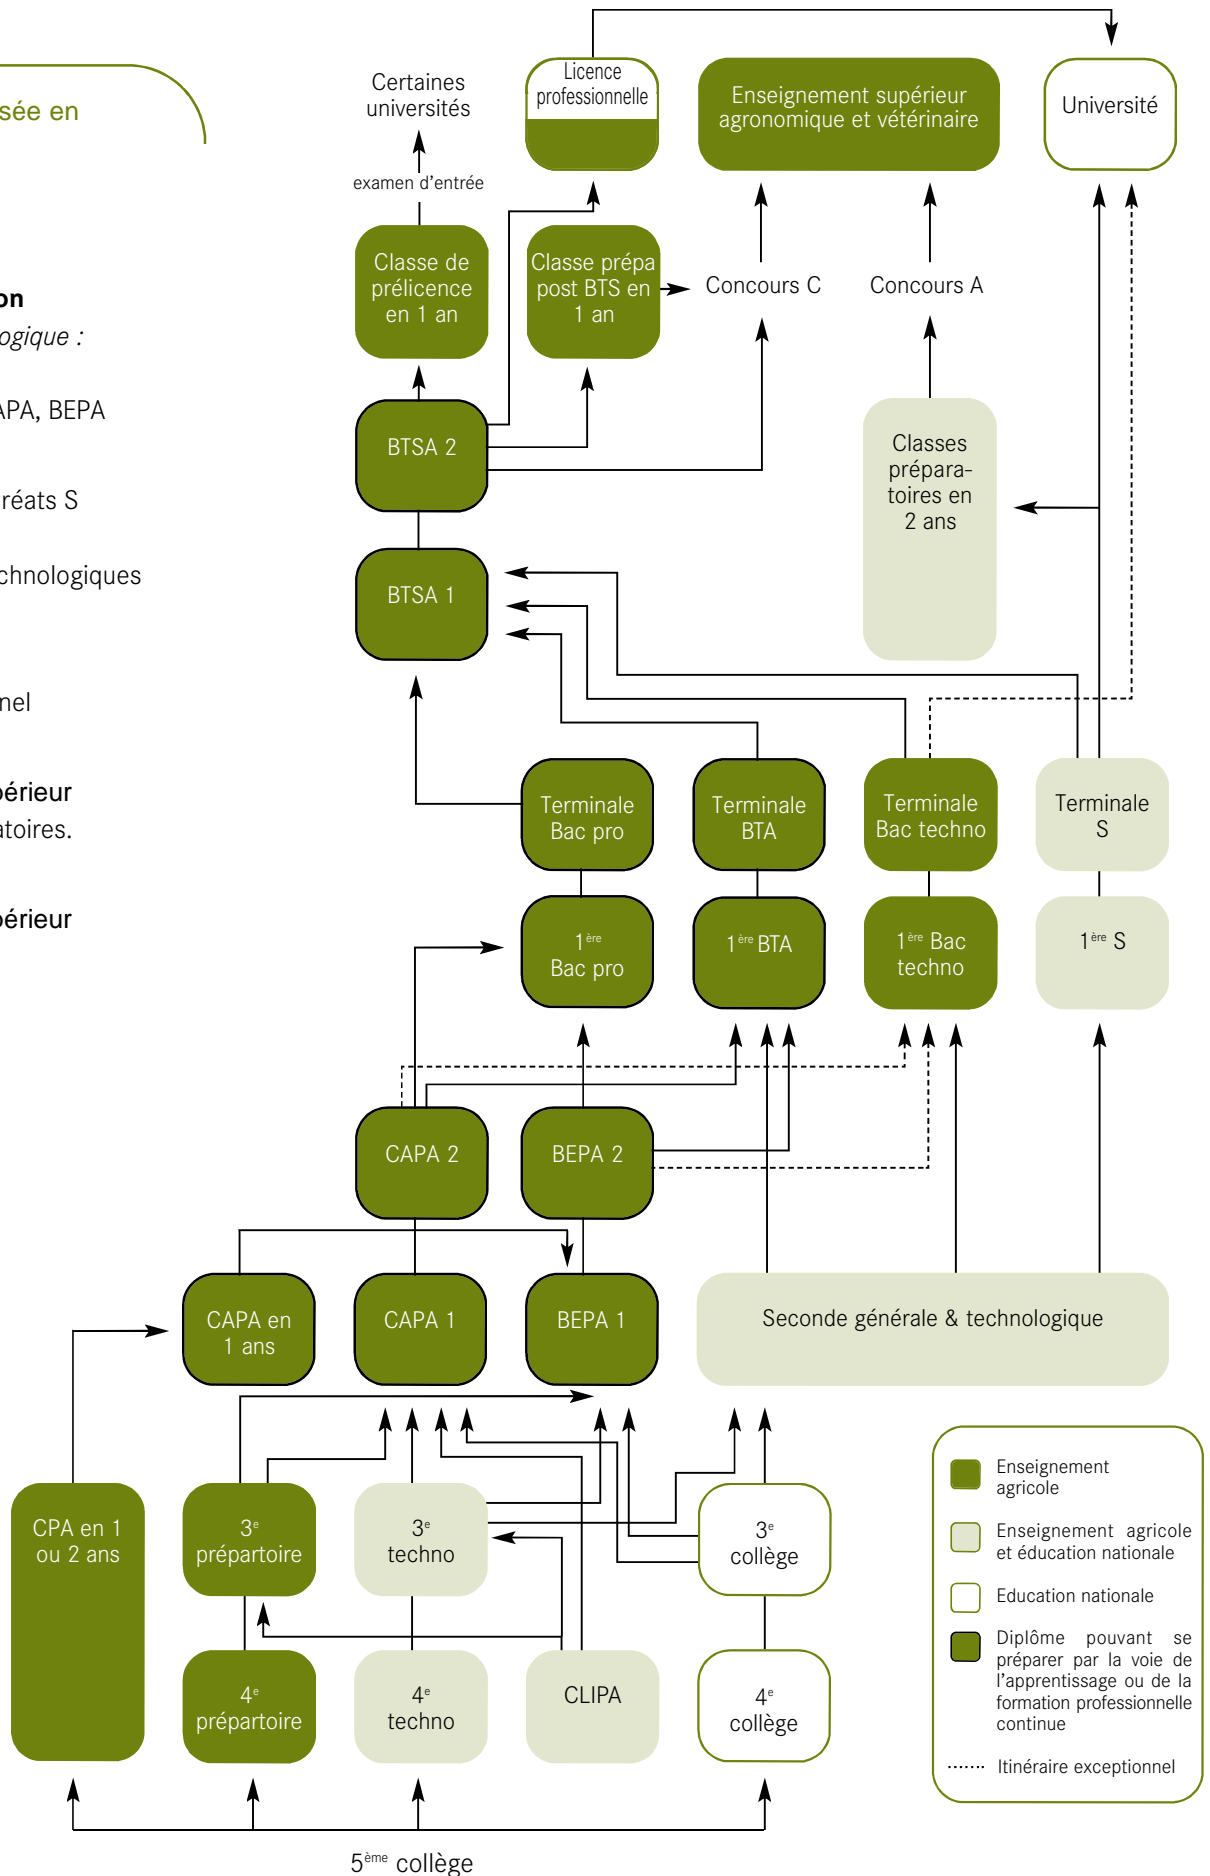 sée en
on
ogique :
APA, BEPA
réats S
chnologiques
nel
périeur
atoires.
périeur
Certaines
universités
examen d'entrée
Licence
professionnelle
Enseignement supérieur
agronomique et vétérinaire
Université
Classe de
prélicence
en 1 an
Classe prépa
post BTS en
1 an
Concours C
Concours A
BTSA 2
Classes
prépara-
toires en
2 ans
BTSA 1
Terminale
Bac pro
Terminale
BTA
Terminale
Bac techno
Terminale
S
1ère
Bac pro
1ère BTA
1ère Bac
techno
1ère S
CAPA 2
BEPA 2
CAPA en
1 ans
CAPA 1
BEPA 1
Seconde générale & technologique
CPA en 1
ou 2 ans
3e
prépartoire
3e
techno
3e
collège
4e
prépartoire
4e
techno
CLIPA
4e
collège
5ème collège
Enseignement
agricole
Enseignement agricole
et éducation nationale
Education nationale
Diplôme pouvant se
préparer par la voie de
l'apprentissage ou de la
formation professionnelle
continue
Itinéraire exceptionnel